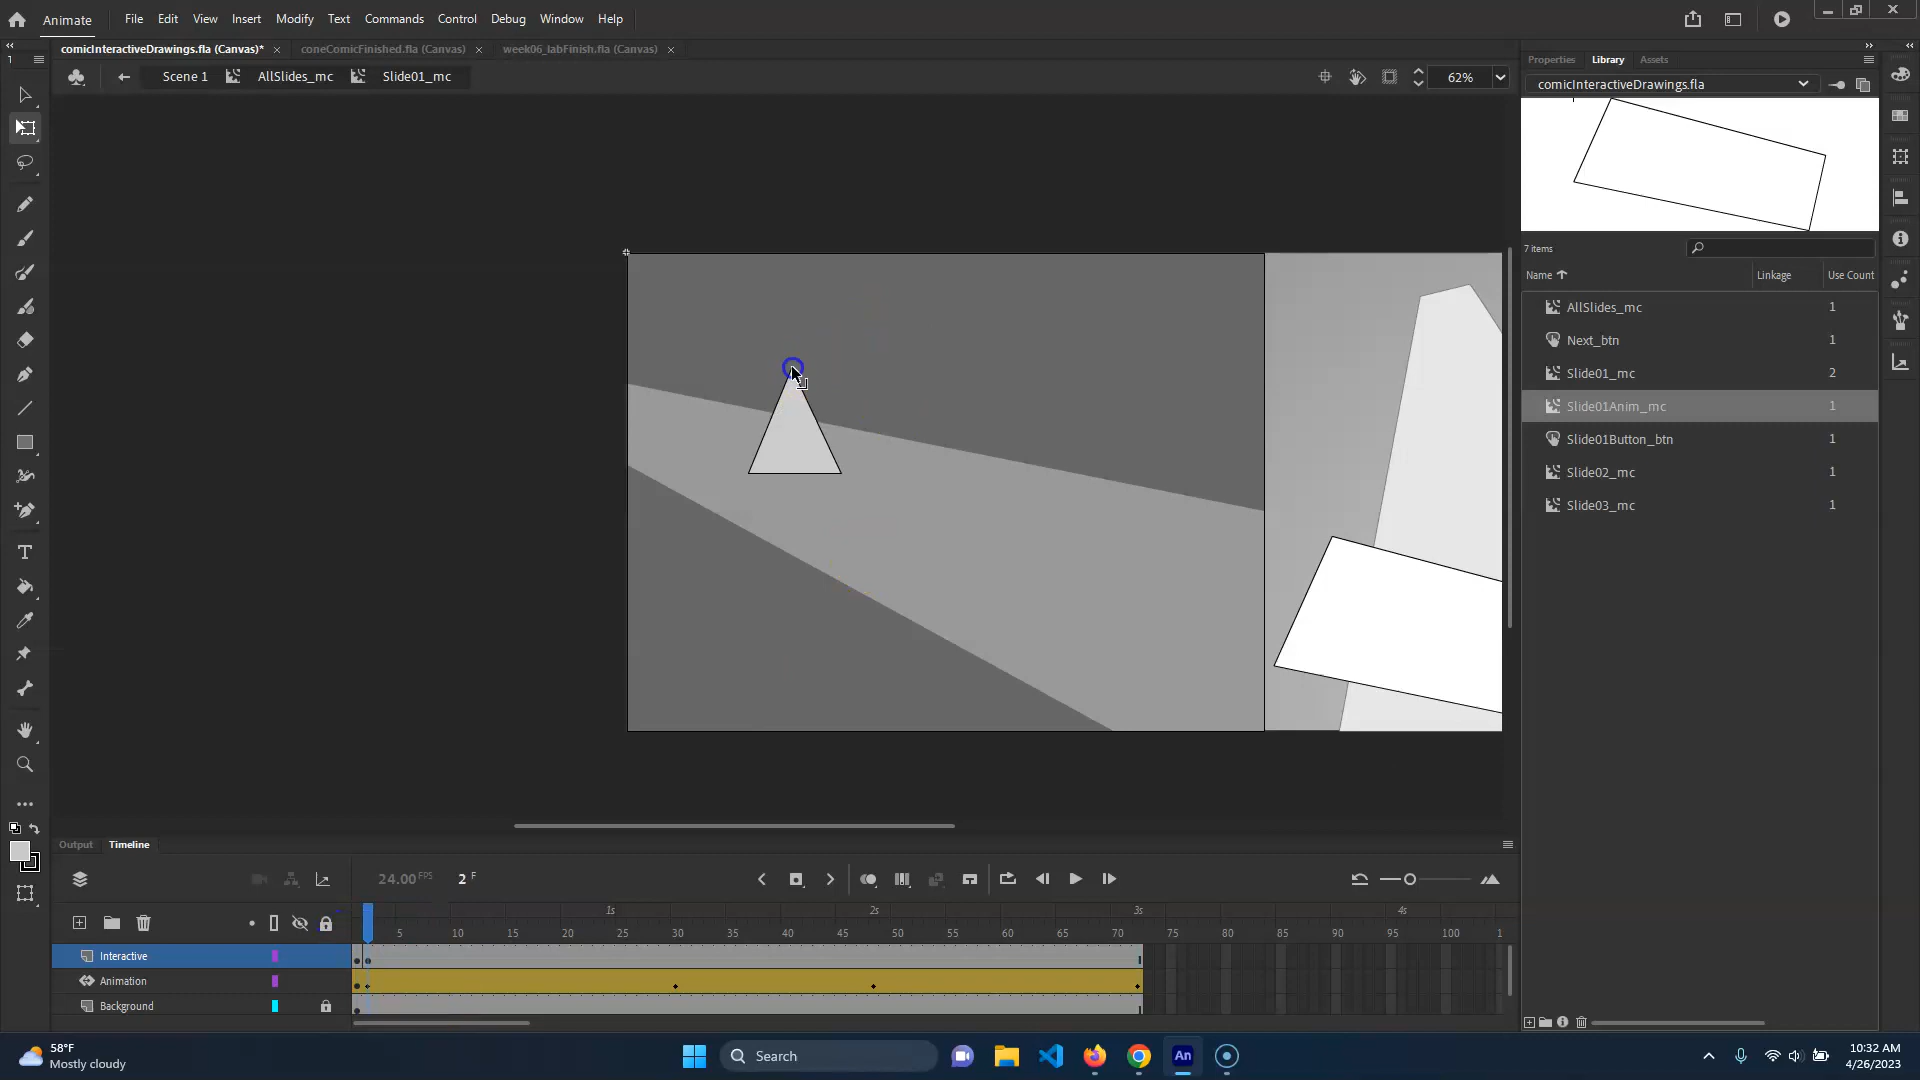 Animate File Edit View Insert Modify Text Commands Control Debug Window Help
comicInteractiveDrawings.fla (Canvas)* × coneComicFinished.fla (Canvas) × week06_labFinish.fla (Canvas) ×
1
Scene 1 AllSlides_mc Slide01_mc 62%
Properties Library Assets
comicInteractiveDrawings.fla
7 items
Name Linkage Use Count
AllSlides_mc 1
Next_btn 1
Slide01_mc 2
Slide01Anim_mc 1
Slide01Button_btn 1
Slide02_mc 1
Slide03_mc 1
Output Timeline
24.00 FPS 2 F
1s 2s 3s 4s
5 10 15 20 25 30 35 40 45 50 55 60 65 70 75 80 85 90 95 100 1
Interactive
Animation
Background
58°F
Mostly cloudy
Search
An
10:32 AM
4/26/2023